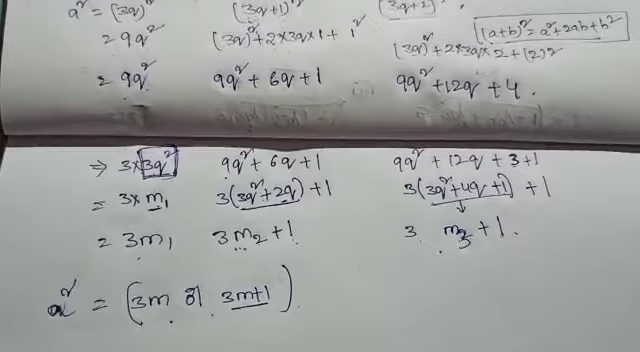 a² = (3q)² (3q+1)² (3q+2)²
= 9q² (3q)²+2×3q×1+1² (a+b)² = a²+2ab+b²
(3q)²+2×3q×2+(2)²
= 9q² 9q²+6q+1 9q²+12q+4.
⇒ 3×3q² 9q²+6q+1 9q²+12q+3+1
= 3×m₁ 3(3q²+2q)+1 3(3q²+4q+1)+1
= 3m₁ 3m₂+1 3 m₃+1.
a² = (3m 3m+1).